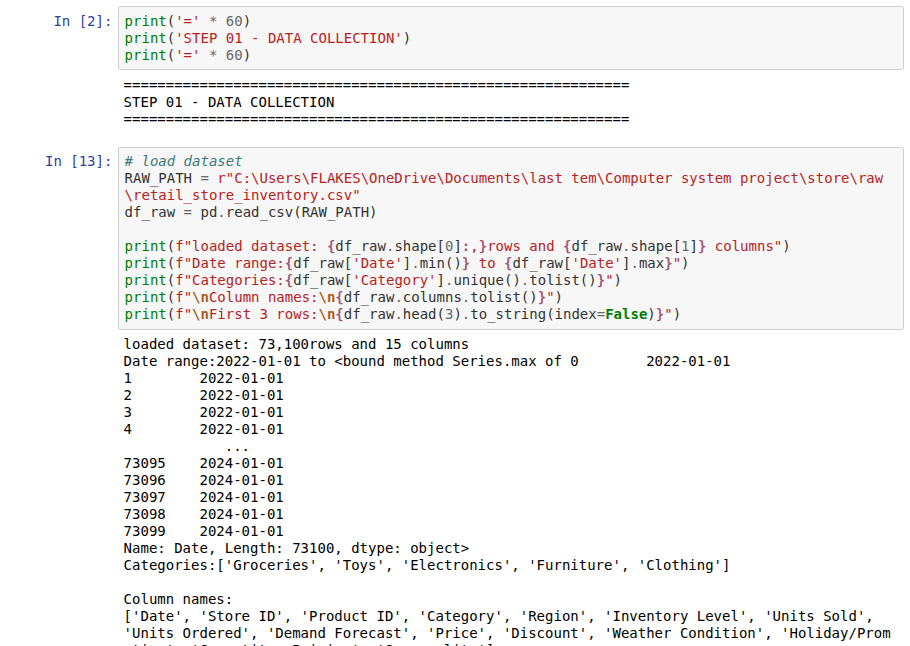 In [2]: print('=' * 60)
print('STEP 01 - DATA COLLECTION')
print('=' * 60)
============================================================
STEP 01 - DATA COLLECTION
============================================================
In [13]: # load dataset
RAW_PATH = r"C:\Users\FLAKES\OneDrive\Documents\last tem\Computer system project\store\raw
\retail_store_inventory.csv"
df_raw = pd.read_csv(RAW_PATH)
print(f"loaded dataset: {df_raw.shape[0]:,}rows and {df_raw.shape[1]} columns")
print(f"Date range:{df_raw['Date'].min()} to {df_raw['Date'].max}")
print(f"Categories:{df_raw['Category'].unique().tolist()}")
print(f"\nColumn names:\n{df_raw.columns.tolist()}")
print(f"\nFirst 3 rows:\n{df_raw.head(3).to_string(index=False)}")
loaded dataset: 73,100rows and 15 columns
Date range:2022-01-01 to <bound method Series.max of 0        2022-01-01
1        2022-01-01
2        2022-01-01
3        2022-01-01
4        2022-01-01
            ...
73095    2024-01-01
73096    2024-01-01
73097    2024-01-01
73098    2024-01-01
73099    2024-01-01
Name: Date, Length: 73100, dtype: object>
Categories:['Groceries', 'Toys', 'Electronics', 'Furniture', 'Clothing']
Column names:
['Date', 'Store ID', 'Product ID', 'Category', 'Region', 'Inventory Level', 'Units Sold',
'Units Ordered', 'Demand Forecast', 'Price', 'Discount', 'Weather Condition', 'Holiday/Prom